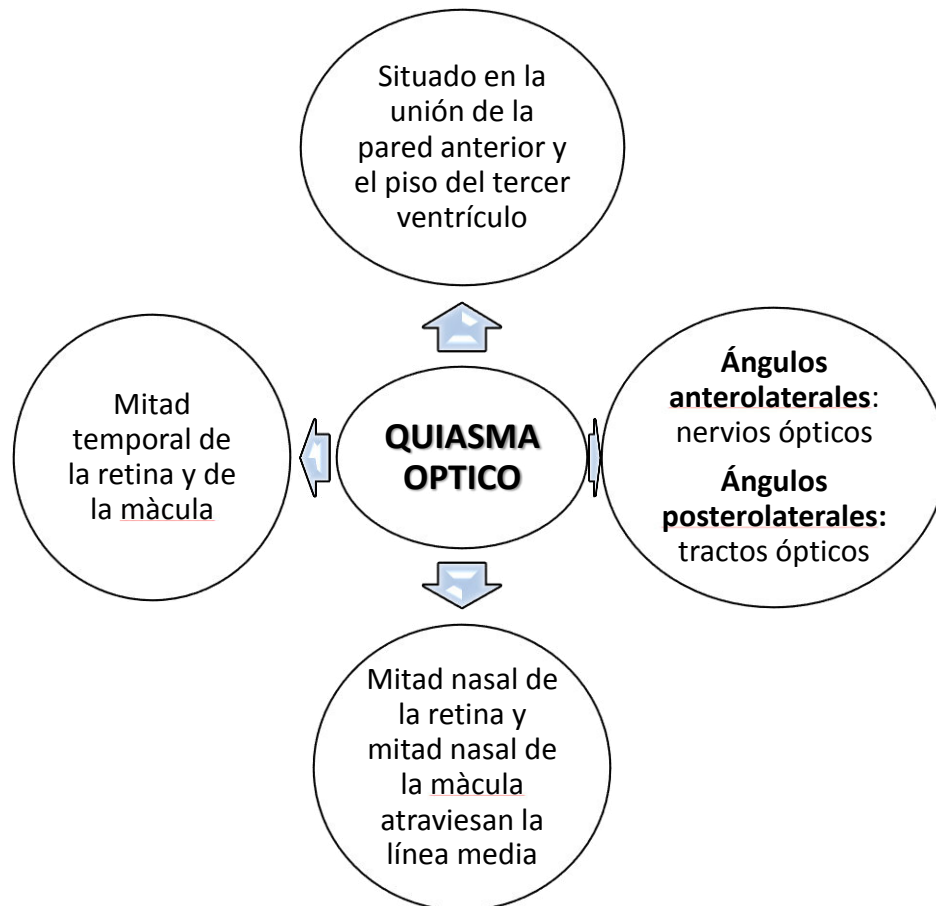 Situado en la
unión de la
pared anterior y
el piso del tercer
ventrículo
Mitad
temporal de
la retina y de
la màcula
QUIASMA
OPTICO
Ángulos
anterolaterales:
nervios ópticos
Ángulos
posterolaterales:
tractos ópticos
Mitad nasal de
la retina y
mitad nasal de
la màcula
atraviesan la
línea media